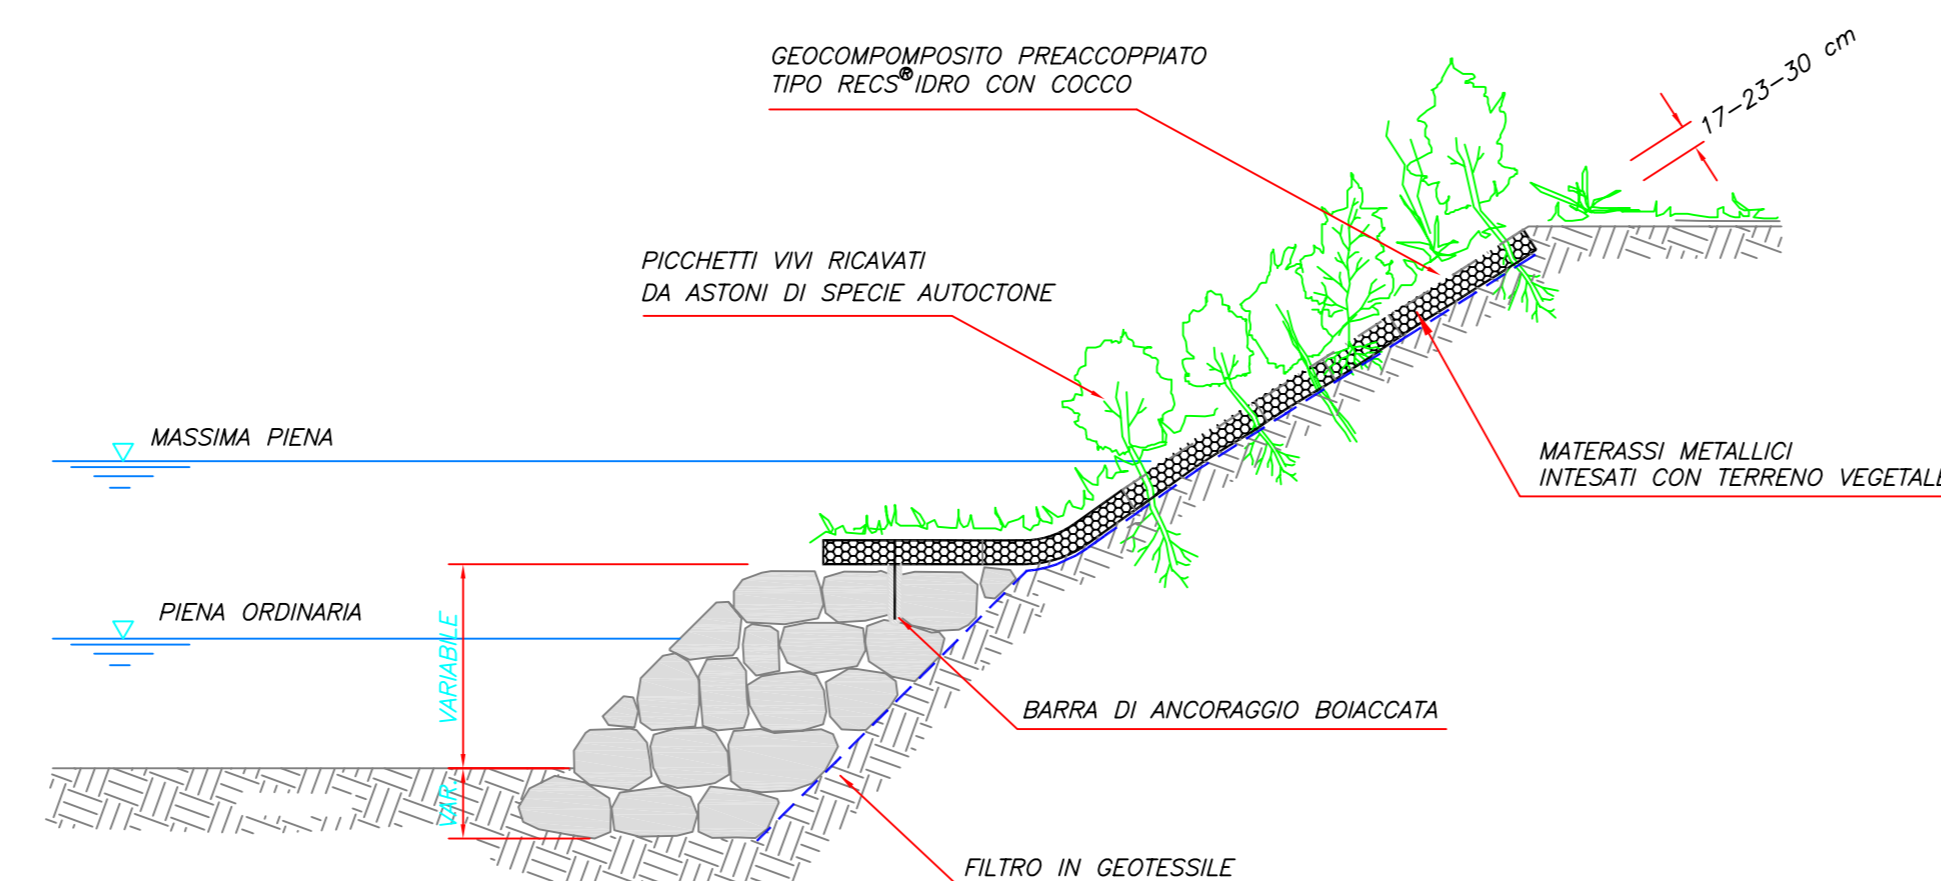 GEOCOMPOMPOSITO PREACCOPPIATO
TIPO RECS® IDRO CON COCCO
17-23-30 cm
PICCHETTI VIVI RICAVATI
DA ASTONI DI SPECIE AUTOCTONE
MASSIMA PIENA
MATERASSI METALLICI
INTESATI CON TERRENO VEGETALE
PIENA ORDINARIA
VARIABILE
BARRA DI ANCORAGGIO BOIACCATA
VAR.
FILTRO IN GEOTESSILE